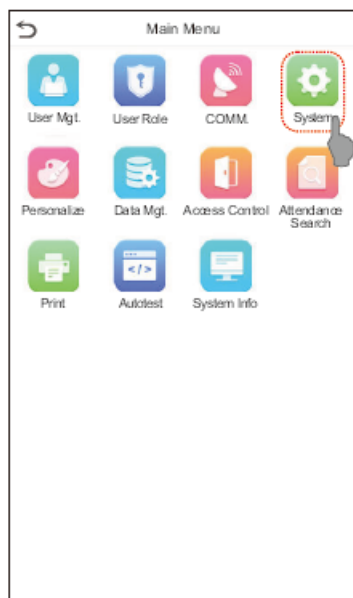 Main Menu
User Mgt.
User Role
COMM.
System
Personalize
Data Mgt.
Access Control
Attendance
Search
Print
</>
Autotest
System Info